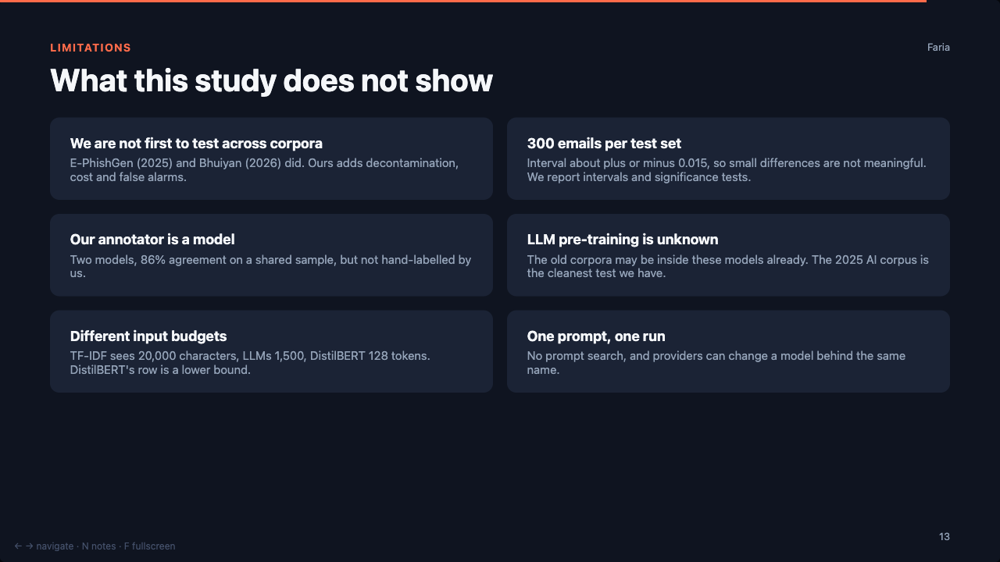 LIMITATIONS
Faria
What this study does not show
We are not first to test across corpora
E-PhishGen (2025) and Bhuiyan (2026) did. Ours adds decontamination,
cost and false alarms.
300 emails per test set
Interval about plus or minus 0.015, so small differences are not meaningful.
We report intervals and significance tests.
Our annotator is a model
Two models, 86% agreement on a shared sample, but not hand-labelled by
us.
LLM pre-training is unknown
The old corpora may be inside these models already. The 2025 AI corpus is
the cleanest test we have.
Different input budgets
TF-IDF sees 20,000 characters, LLMs 1,500, DistilBERT 128 tokens.
DistilBERT's row is a lower bound.
One prompt, one run
No prompt search, and providers can change a model behind the same
name.
← → navigate · N notes · F fullscreen
13